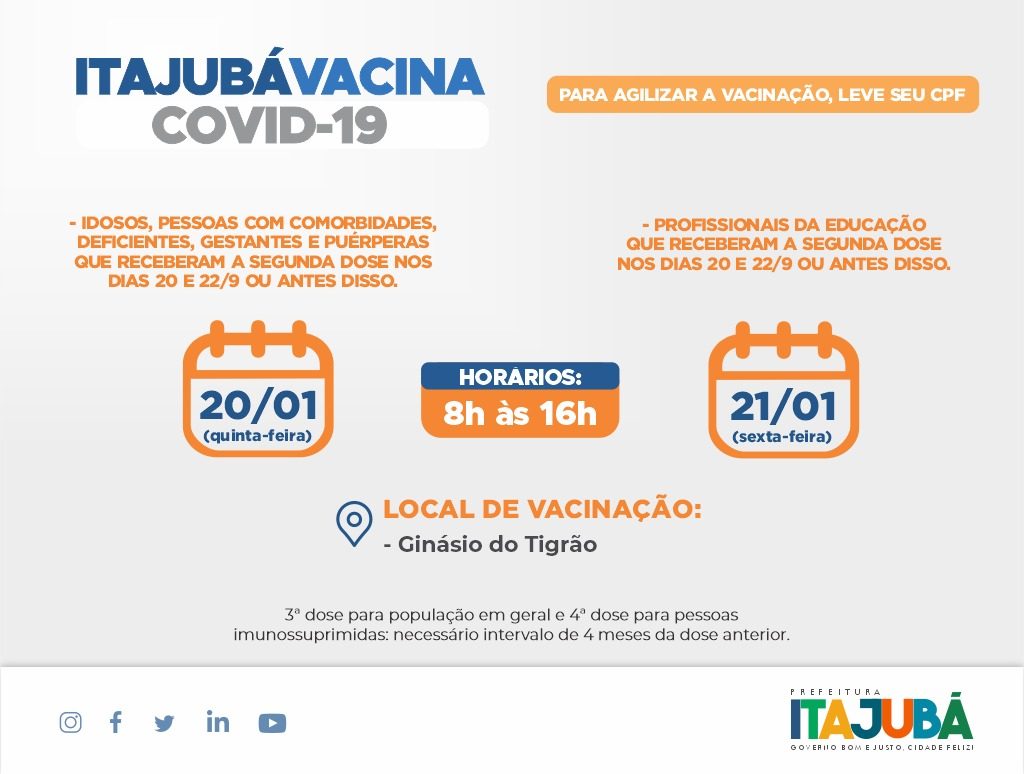 ITAJUBÁVACINA
COVID-19
PARA AGILIZAR A VACINAÇÃO, LEVE SEU CPF
- IDOSOS, PESSOAS COM COMORBIDADES,
DEFICIENTES, GESTANTES E PUÉRPERAS
QUE RECEBERAM A SEGUNDA DOSE NOS
DIAS 20 E 22/9 OU ANTES DISSO.
- PROFISSIONAIS DA EDUCAÇÃO
QUE RECEBERAM A SEGUNDA DOSE
NOS DIAS 20 E 22/9 OU ANTES DISSO.
20/01
(quinta-feira)
HORÁRIOS:
8h às 16h
21/01
(sexta-feira)
LOCAL DE VACINAÇÃO:
- Ginásio do Tigrão
3ª dose para população em geral e 4ª dose para pessoas
imunossuprimidas: necessário intervalo de 4 meses da dose anterior.
PREFEITURA
ITAJUBÁ
GOVERNO BOM E JUSTO, CIDADE FELIZ!